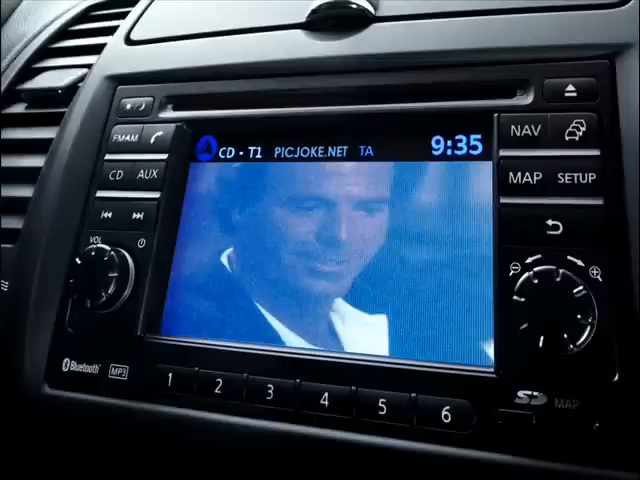 CD - T1 PICJOKE.NET TA 9:35
FM·AM
CD AUX
VOL
NAV
MAP SETUP
Bluetooth MP3
1 2 3 4 5 6
SD MAP